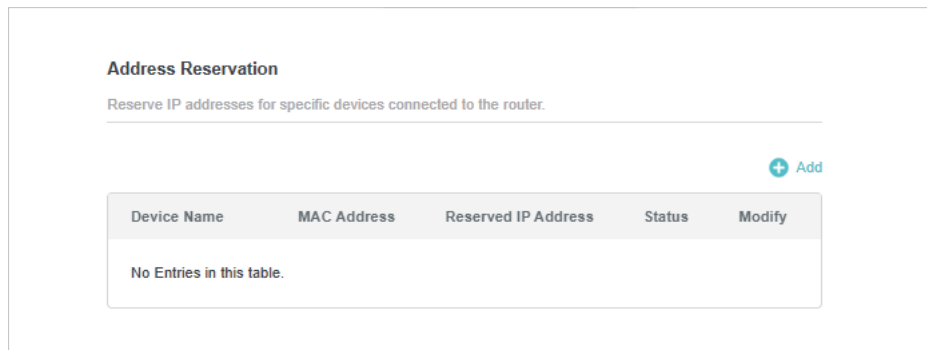 Address Reservation
Reserve IP addresses for specific devices connected to the router.
Add
Device Name MAC Address Reserved IP Address Status Modify
No Entries in this table.